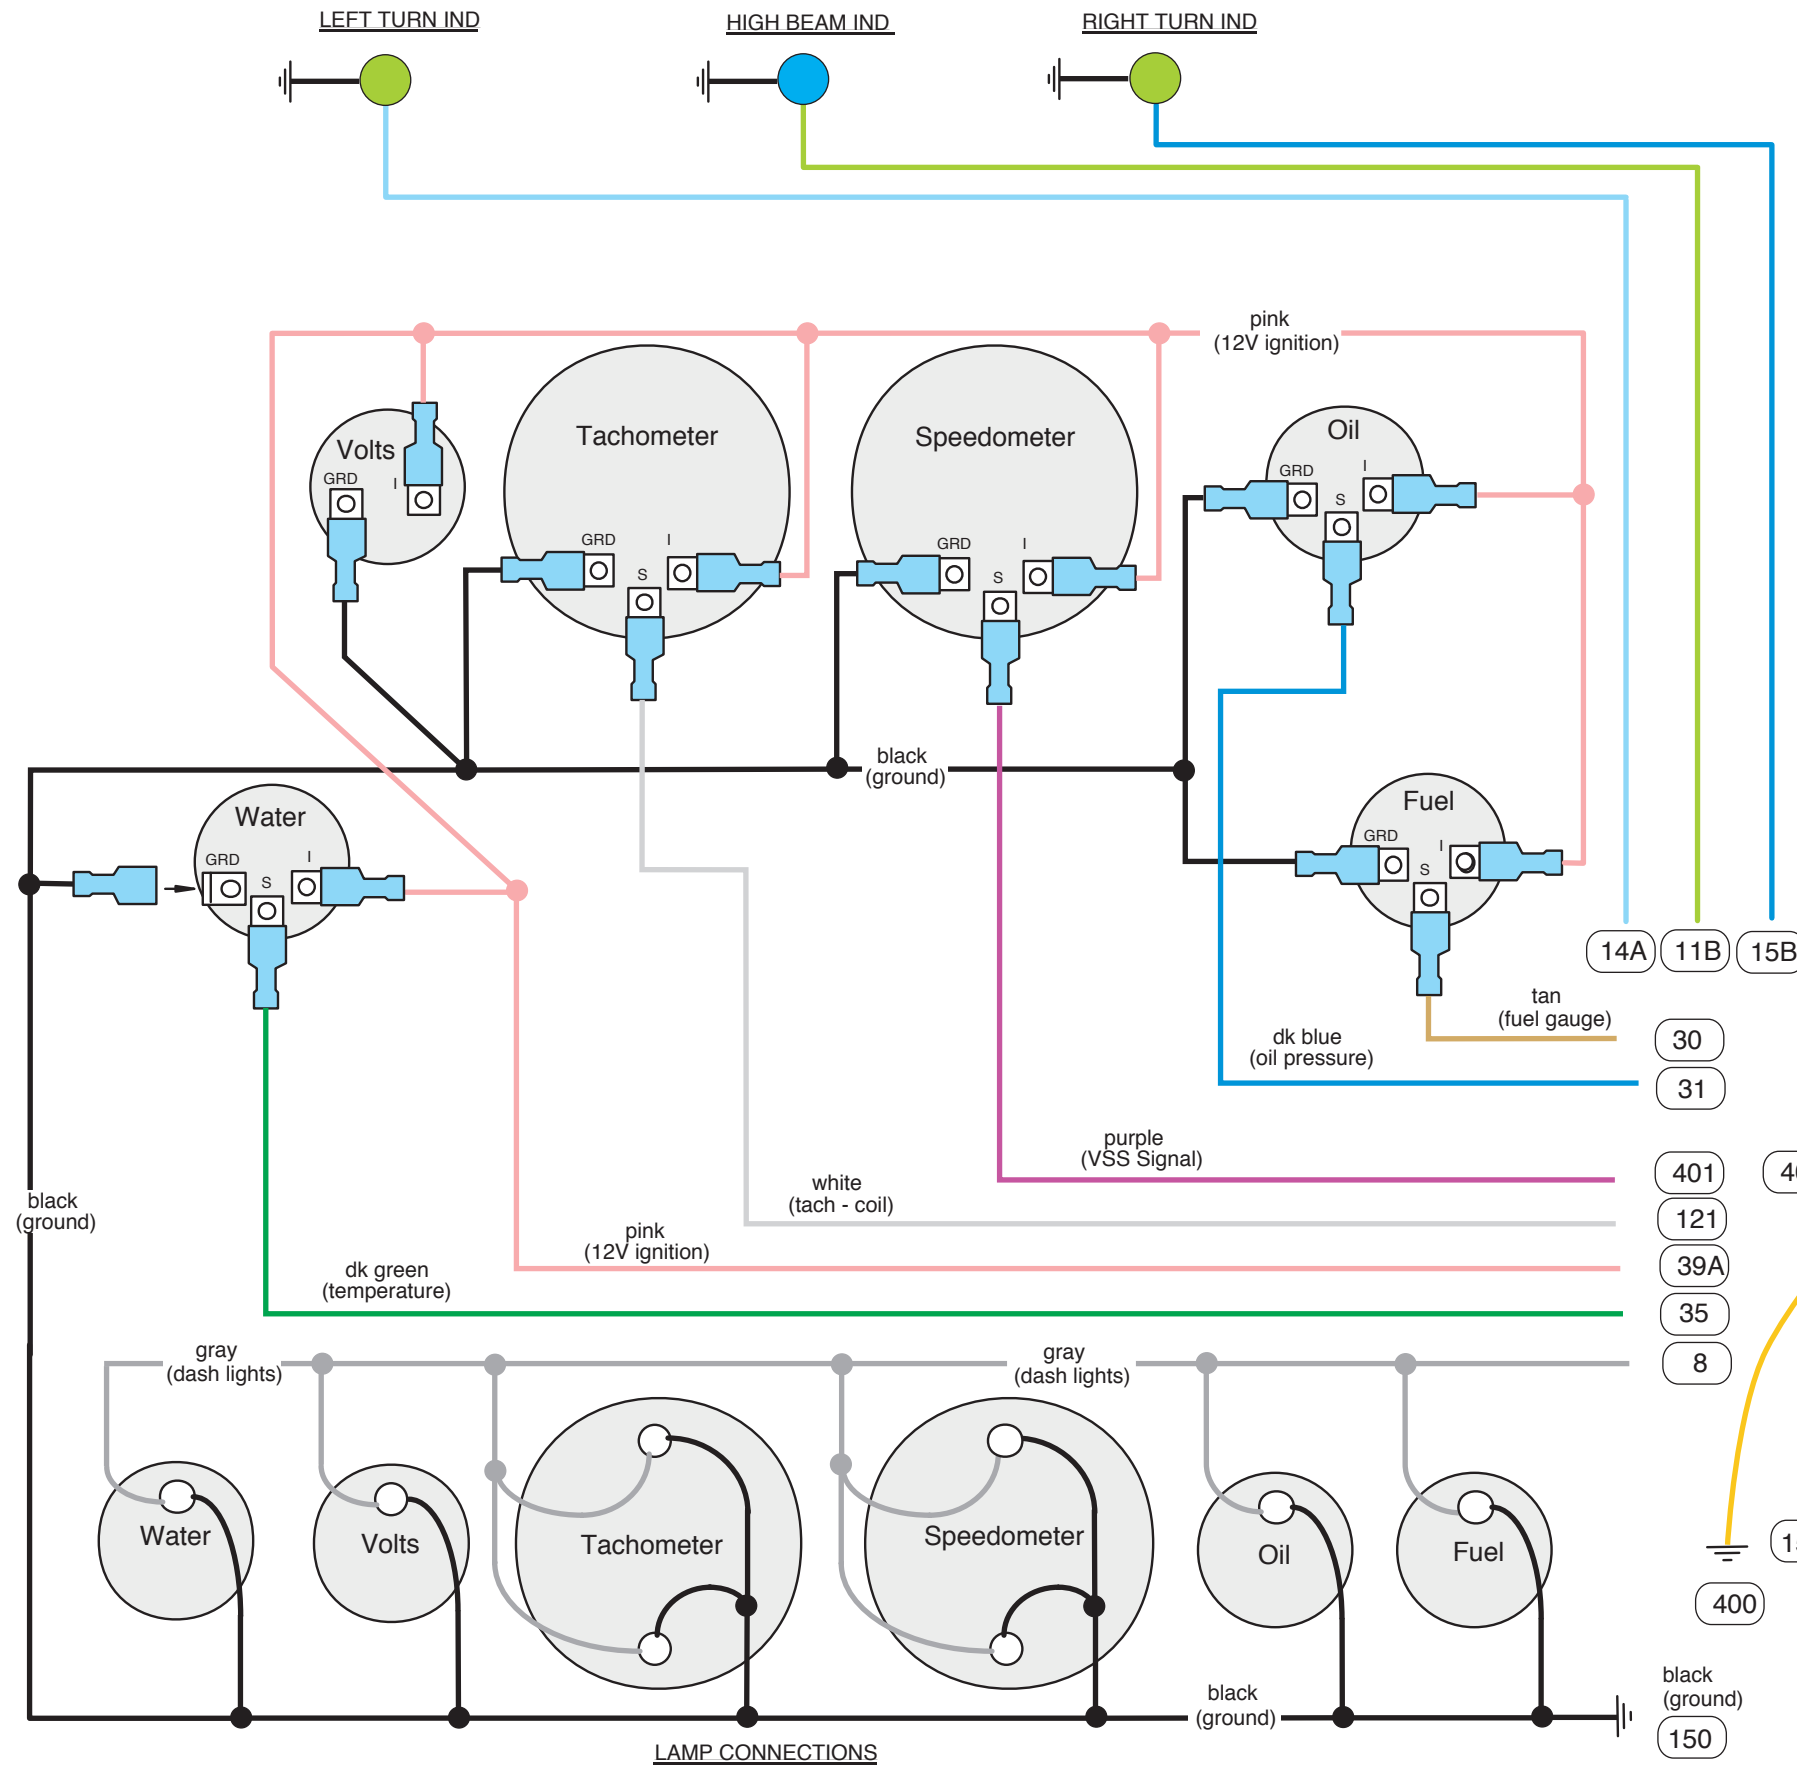 LEFT TURN IND
HIGH BEAM IND
RIGHT TURN IND
pink
(12V ignition)
Volts
GRD
I
Tachometer
GRD
I
S
Speedometer
GRD
I
S
Oil
GRD
I
S
black
(ground)
Water
GRD
I
S
Fuel
GRD
I
S
14A
11B
15B
tan
(fuel gauge)
30
dk blue
(oil pressure)
31
purple
(VSS Signal)
401
white
(tach - coil)
121
black
(ground)
pink
(12V ignition)
39A
dk green
(temperature)
35
gray
(dash lights)
gray
(dash lights)
8
Water
Volts
Tachometer
Speedometer
Oil
Fuel
400
black
(ground)
black
(ground)
150
LAMP CONNECTIONS